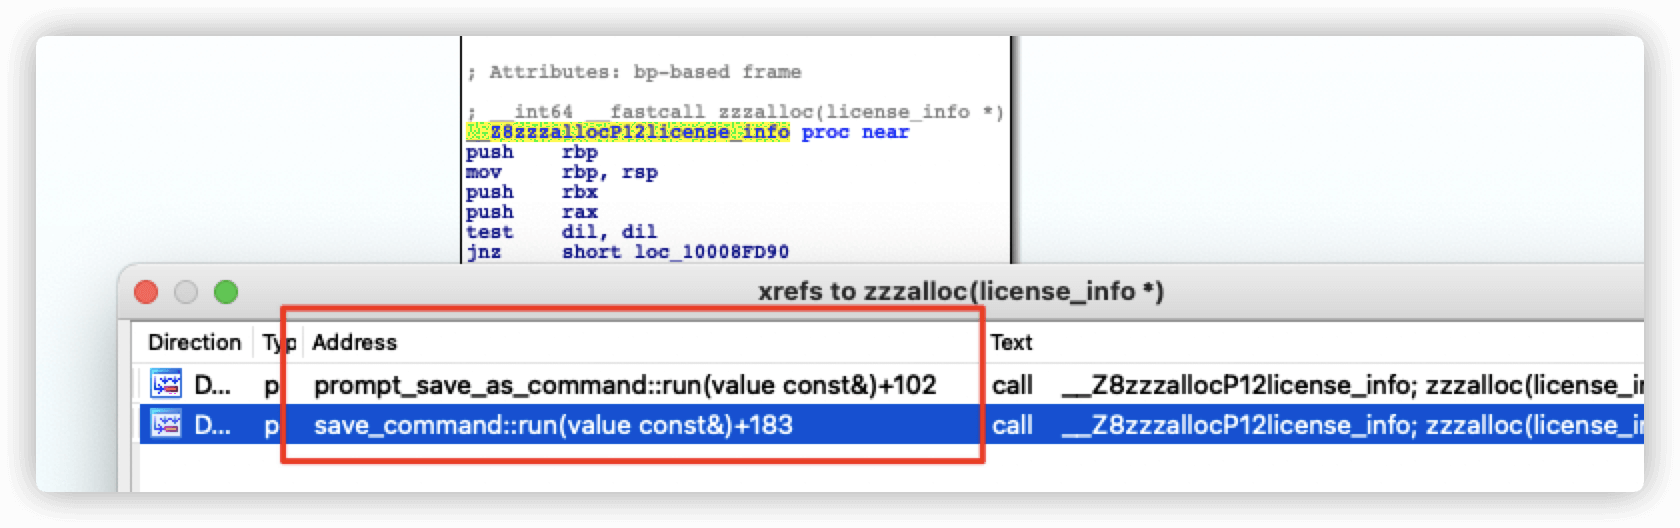 ; Attributes: bp-based frame
; __int64 __fastcall zzzalloc(license_info *)
__Z8zzzallocP12license_info proc near
push rbp
mov rbp, rsp
push rbx
push rax
test dil, dil
jnz short loc_10008FD90
xrefs to zzzalloc(license_info *)
Direction Typ Address Text
D... p prompt_save_as_command::run(value const&)+102 call __Z8zzzallocP12license_info; zzzalloc(license_in
D... p save_command::run(value const&)+183 call __Z8zzzallocP12license_info; zzzalloc(license_in